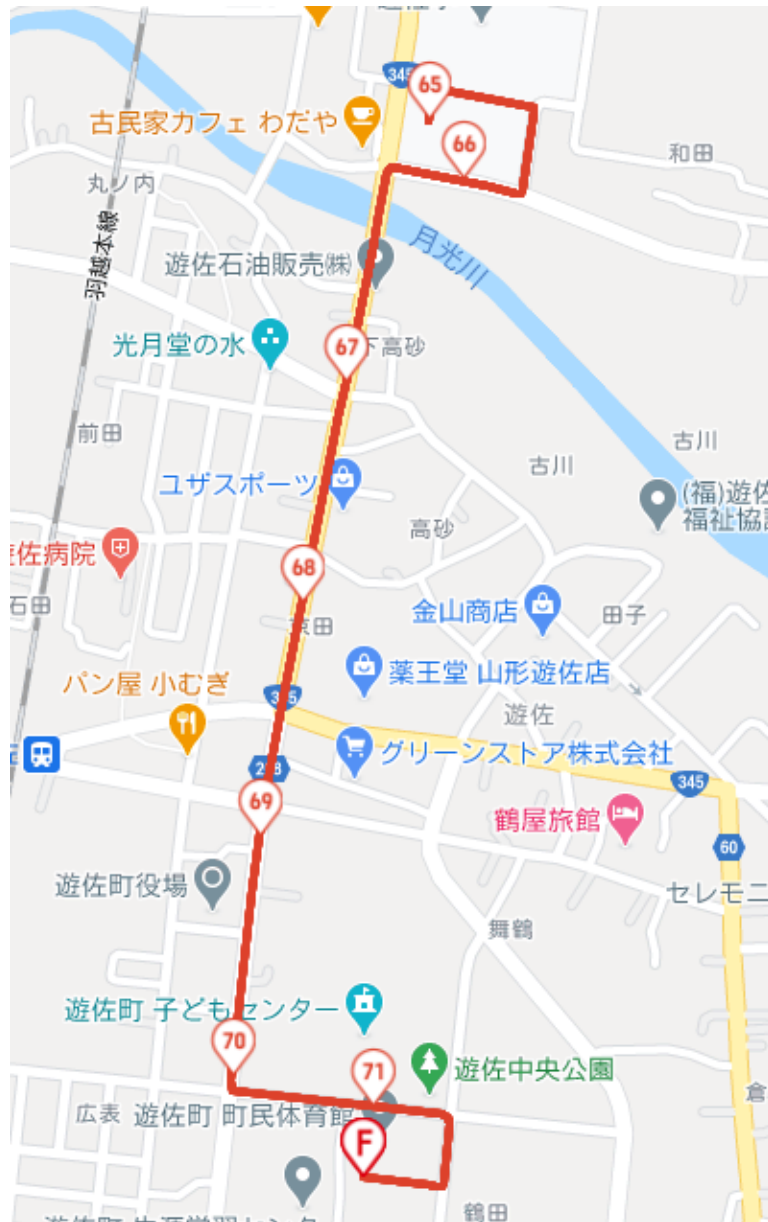 345
65
古民家カフェ わだや
66
和田
丸ノ内
羽越本線
月光川
遊佐石油販売㈱
光月堂の水
67
下高砂
前田
古川
古川
ユザスポーツ
(福)遊佐
福祉協議
高砂
佐病院
68
石田
金山商店
田子
京田
薬王堂 山形遊佐店
パン屋 小むぎ
遊佐
グリーンストア株式会社
345
69
鶴屋旅館
60
遊佐町役場
セレモニ
舞鶴
遊佐町 子どもセンター
70
71
遊佐中央公園
広表
遊佐町 町民体育館
F
鶴田